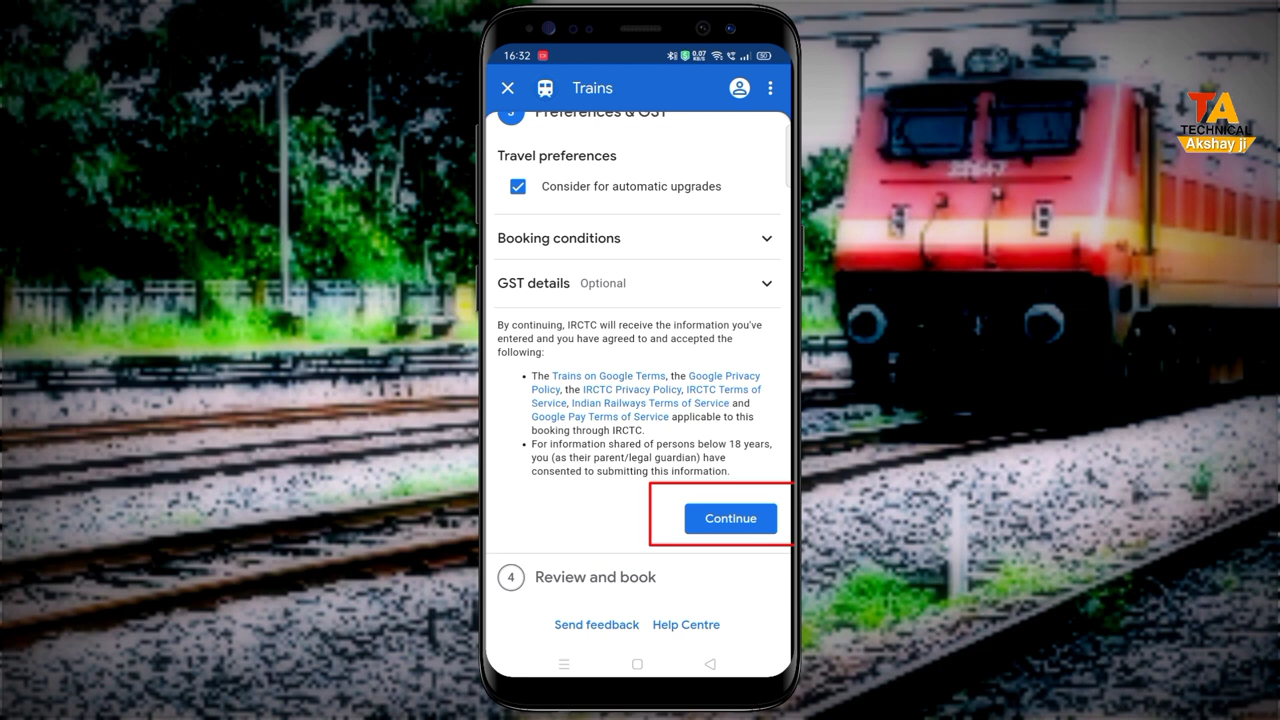 16:32
0.07
KB/S
50
Trains
3 Preferences & GST
Travel preferences
Consider for automatic upgrades
Booking conditions
GST details Optional
By continuing, IRCTC will receive the information you've
entered and you have agreed to and accepted the
following:
• The Trains on Google Terms, the Google Privacy
Policy, the IRCTC Privacy Policy, IRCTC Terms of
Service, Indian Railways Terms of Service and
Google Pay Terms of Service applicable to this
booking through IRCTC.
• For information shared of persons below 18 years,
you (as their parent/legal guardian) have
consented to submitting this information.
Continue
4 Review and book
Send feedback Help Centre
TA
TECHNICAL
Akshay ji